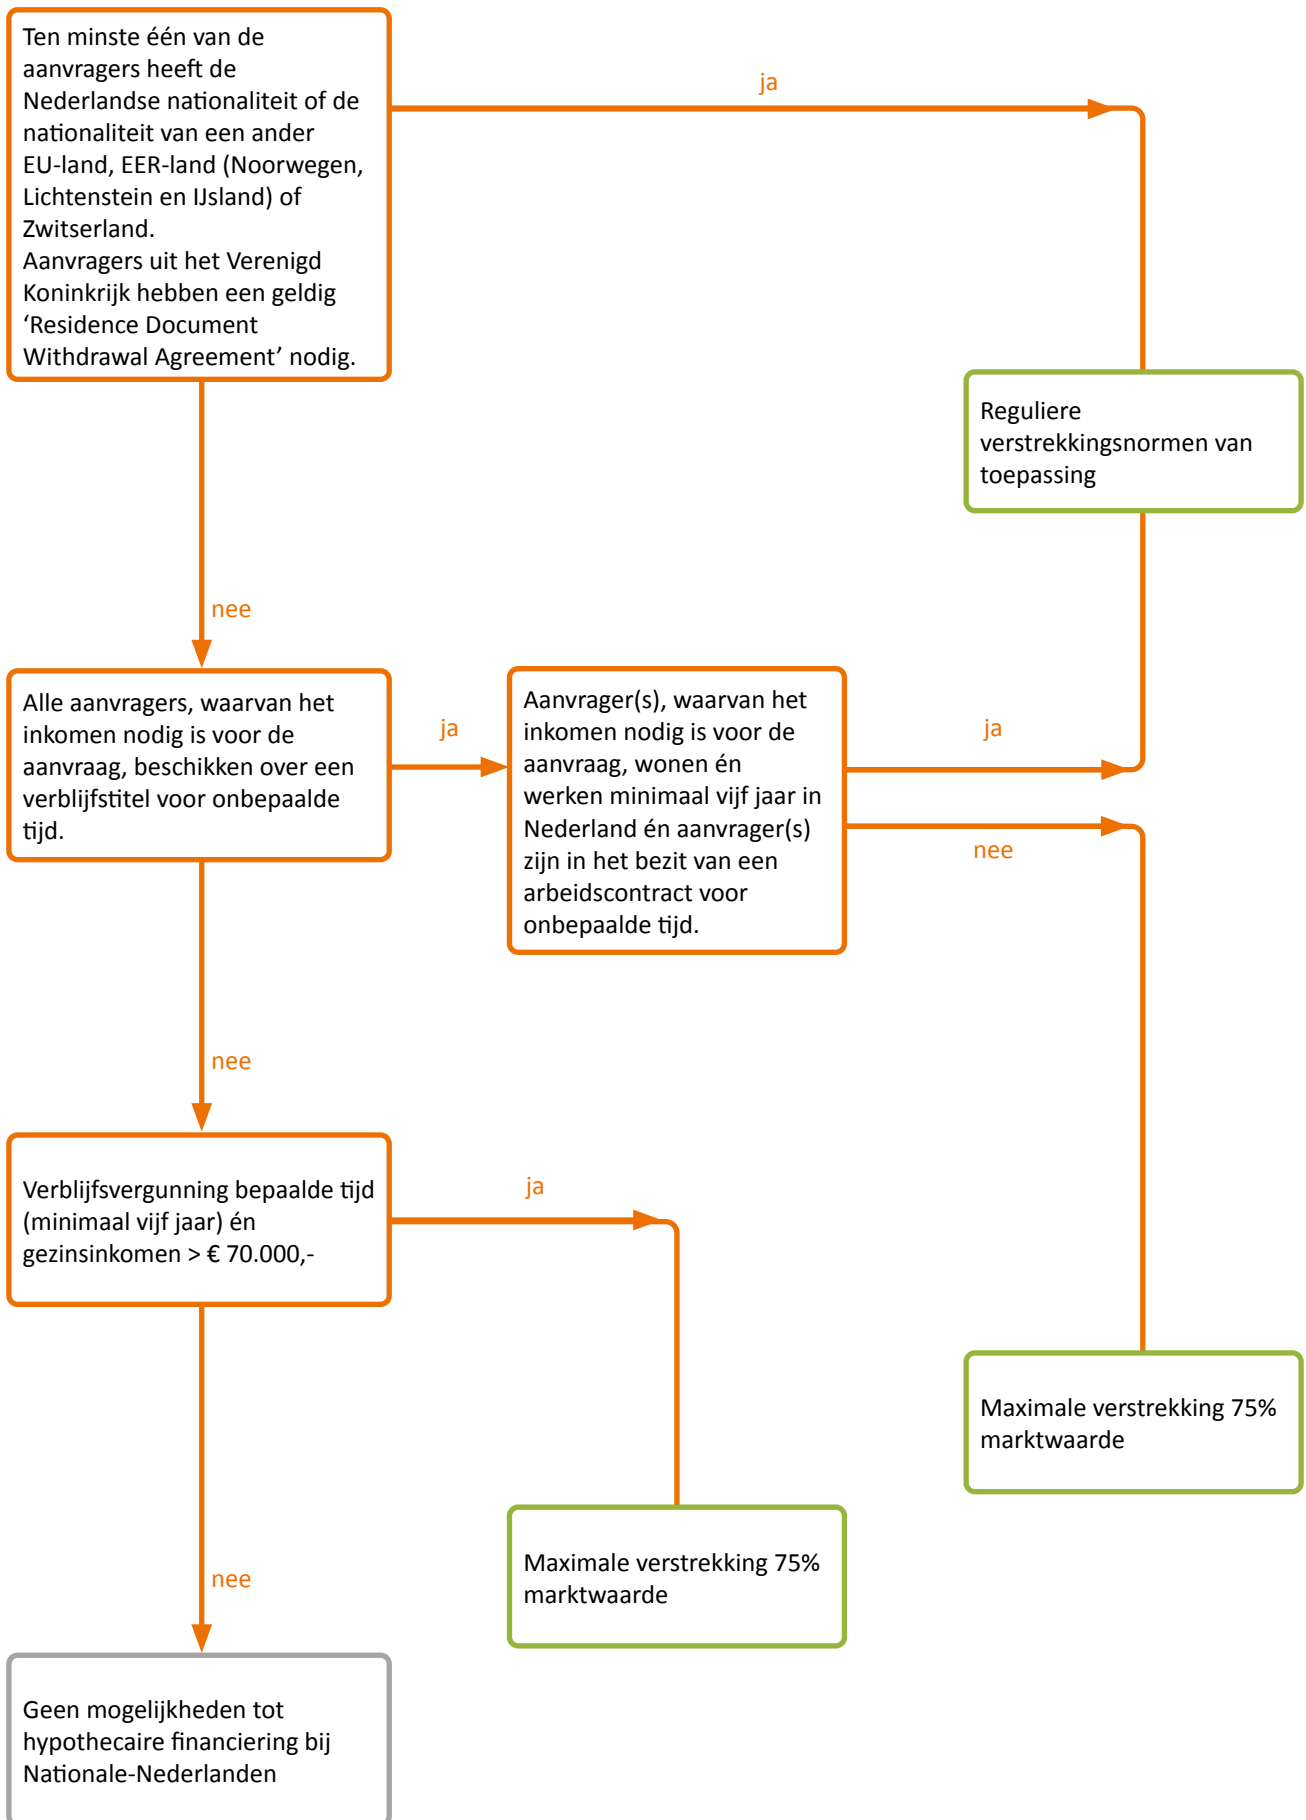 Ten minste één van de
aanvragers heeft de
Nederlandse nationaliteit of de
nationaliteit van een ander
EU-land, EER-land (Noorwegen,
Lichtenstein en IJsland) of
Zwitserland.
Aanvragers uit het Verenigd
Koninkrijk hebben een geldig
‘Residence Document
Withdrawal Agreement’ nodig.
ja
Reguliere
verstrekkingsnormen van
toepassing
nee
Alle aanvragers, waarvan het
inkomen nodig is voor de
aanvraag, beschikken over een
verblijfstitel voor onbepaalde
tijd.
ja
Aanvrager(s), waarvan het
inkomen nodig is voor de
aanvraag, wonen én
werken minimaal vijf jaar in
Nederland én aanvrager(s)
zijn in het bezit van een
arbeidscontract voor
onbepaalde tijd.
ja
nee
nee
Verblijfsvergunning bepaalde tijd
(minimaal vijf jaar) én
gezinsinkomen > € 70.000,-
ja
Maximale verstrekking 75%
marktwaarde
Maximale verstrekking 75%
marktwaarde
nee
Geen mogelijkheden tot
hypothecaire financiering bij
Nationale-Nederlanden